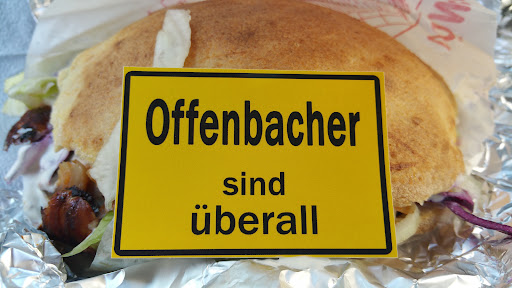 Offenbacher
sind
überall